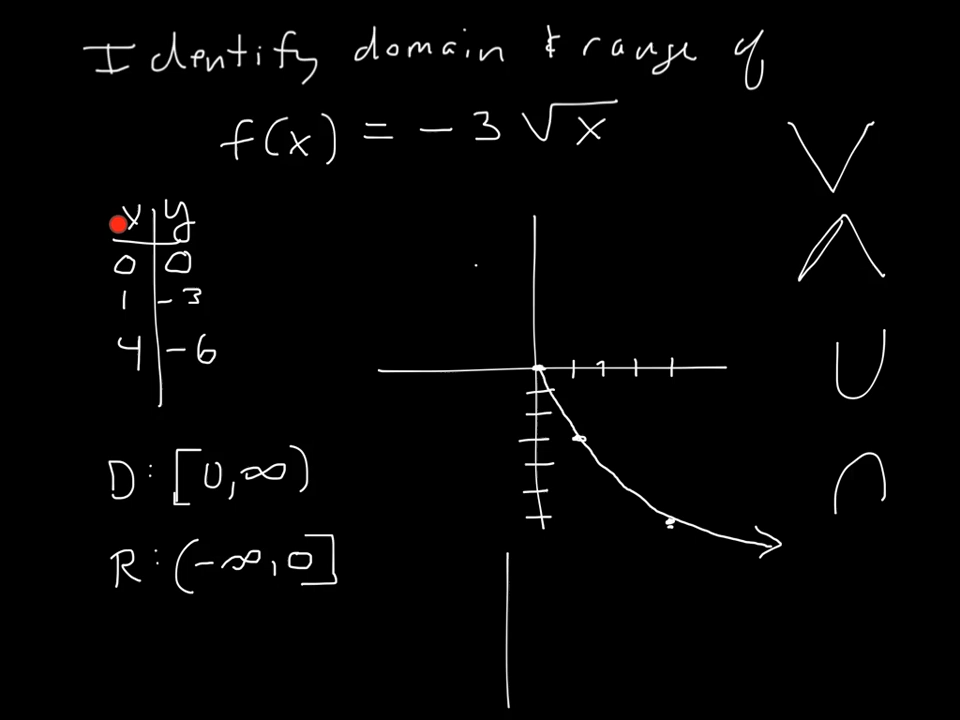 Identify domain & range of
f(x) = -3√x
x y
0 0
1 -3
4 -6
D: [0,∞)
R: (-∞,0]